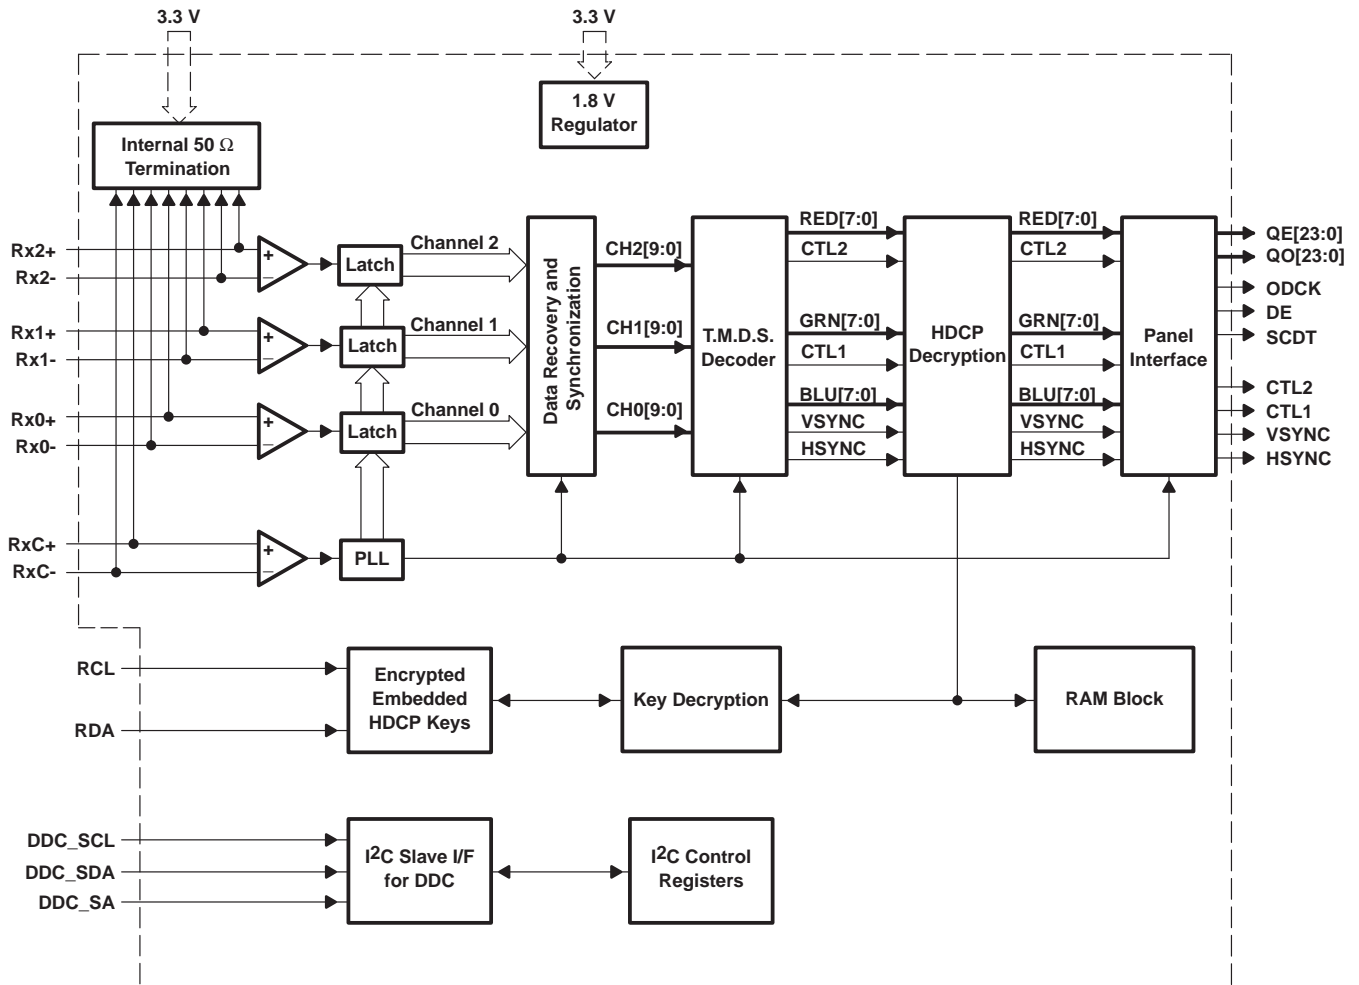 3.3 V
3.3 V
1.8 V
Regulator
Internal 50 Ω
Termination
Rx2+
Rx2-
Rx1+
Rx1-
Rx0+
Rx0-
RxC+
RxC-
+
−
+
−
+
−
+
−
Latch
Latch
Latch
PLL
Channel 2
Channel 1
Channel 0
Data Recovery and
Synchronization
CH2[9:0]
CH1[9:0]
CH0[9:0]
T.M.D.S.
Decoder
RED[7:0]
CTL2
GRN[7:0]
CTL1
BLU[7:0]
VSYNC
HSYNC
HDCP
Decryption
RED[7:0]
CTL2
GRN[7:0]
CTL1
BLU[7:0]
VSYNC
HSYNC
Panel
Interface
QE[23:0]
QO[23:0]
ODCK
DE
SCDT
CTL2
CTL1
VSYNC
HSYNC
RCL
RDA
Encrypted
Embedded
HDCP Keys
Key Decryption
RAM Block
DDC_SCL
DDC_SDA
DDC_SA
I2C Slave I/F
for DDC
I2C Control
Registers